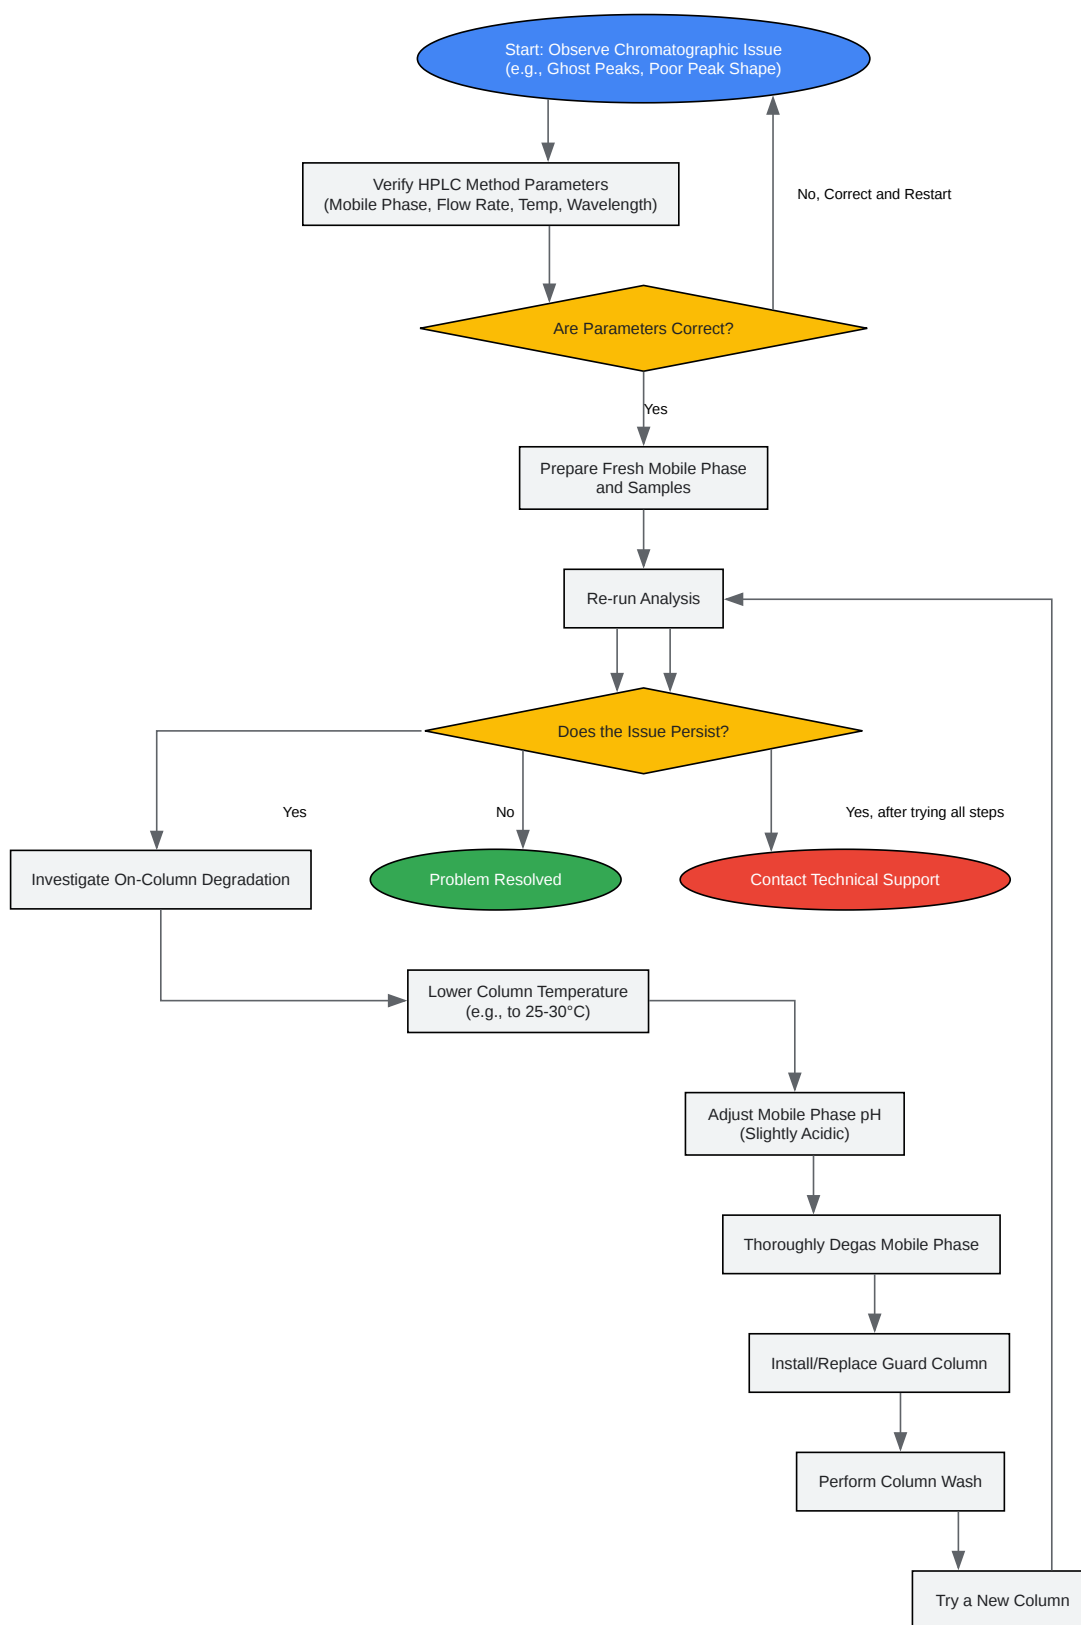 Start: Observe Chromatographic Issue
(e.g., Ghost Peaks, Poor Peak Shape)
Verify HPLC Method Parameters
(Mobile Phase, Flow Rate, Temp, Wavelength)
No, Correct and Restart
Are Parameters Correct?
Yes
Prepare Fresh Mobile Phase
and Samples
Re-run Analysis
Does the Issue Persist?
Yes
No
Yes, after trying all steps
Investigate On-Column Degradation
Problem Resolved
Contact Technical Support
Lower Column Temperature
(e.g., to 25-30°C)
Adjust Mobile Phase pH
(Slightly Acidic)
Thoroughly Degas Mobile Phase
Install/Replace Guard Column
Perform Column Wash
Try a New Column